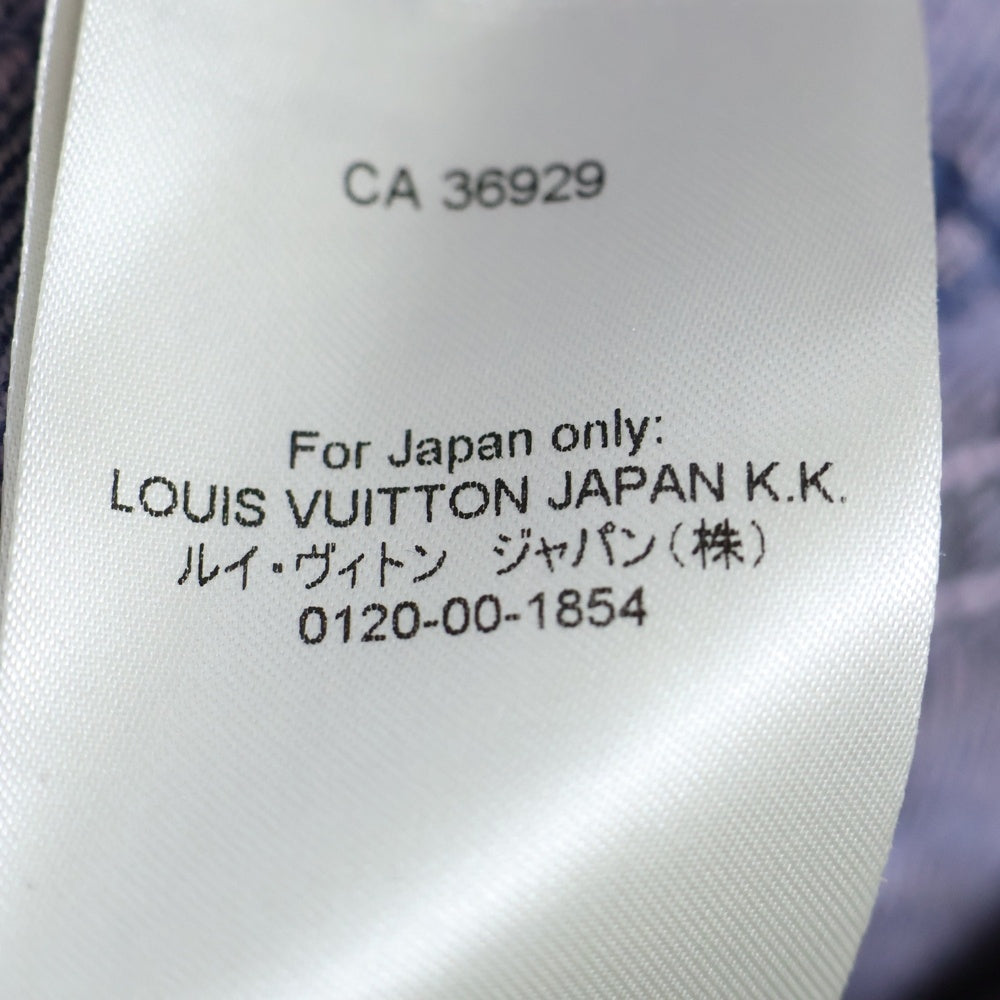 CA 36929
For Japan only:
LOUIS VUITTON JAPAN K.K.
ルイ・ヴィトン　ジャパン(株)
0120-00-1854